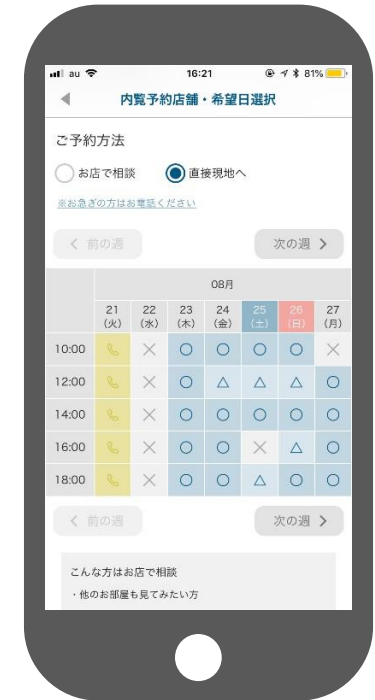 au 16:21 81%
内覧予約店舗・希望日選択
ご予約方法
お店で相談 直接現地へ
※お急ぎの方はお電話ください
前の週 次の週
08月
21 22 23 24 25 26 27
(火) (水) (木) (金) (土) (日) (月)
10:00 × ○ ○ ○ ○ ×
12:00 × ○ △ △ △ ○
14:00 × ○ ○ ○ ○ ○
16:00 × ○ ○ × △ ○
18:00 × ○ ○ △ ○ ○
前の週 次の週
こんな方はお店で相談
・他のお部屋も見てみたい方